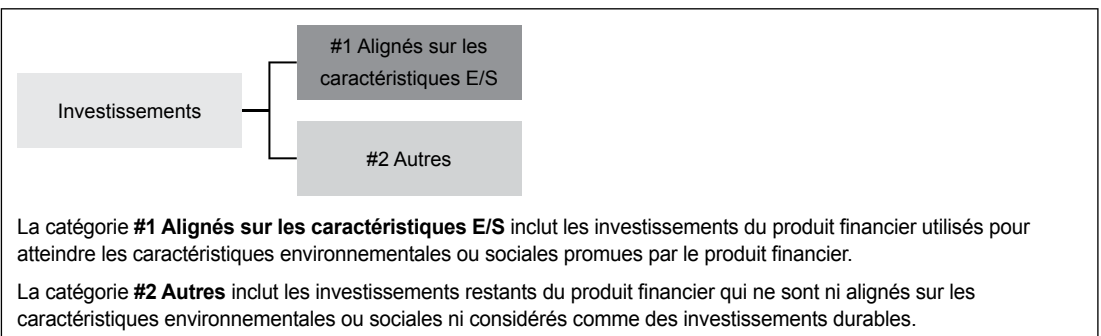 #1 Alignés sur les
caractéristiques E/S
Investissements
#2 Autres
La catégorie #1 Alignés sur les caractéristiques E/S inclut les investissements du produit financier utilisés pour
atteindre les caractéristiques environnementales ou sociales promues par le produit financier.
La catégorie #2 Autres inclut les investissements restants du produit financier qui ne sont ni alignés sur les
caractéristiques environnementales ou sociales ni considérés comme des investissements durables.